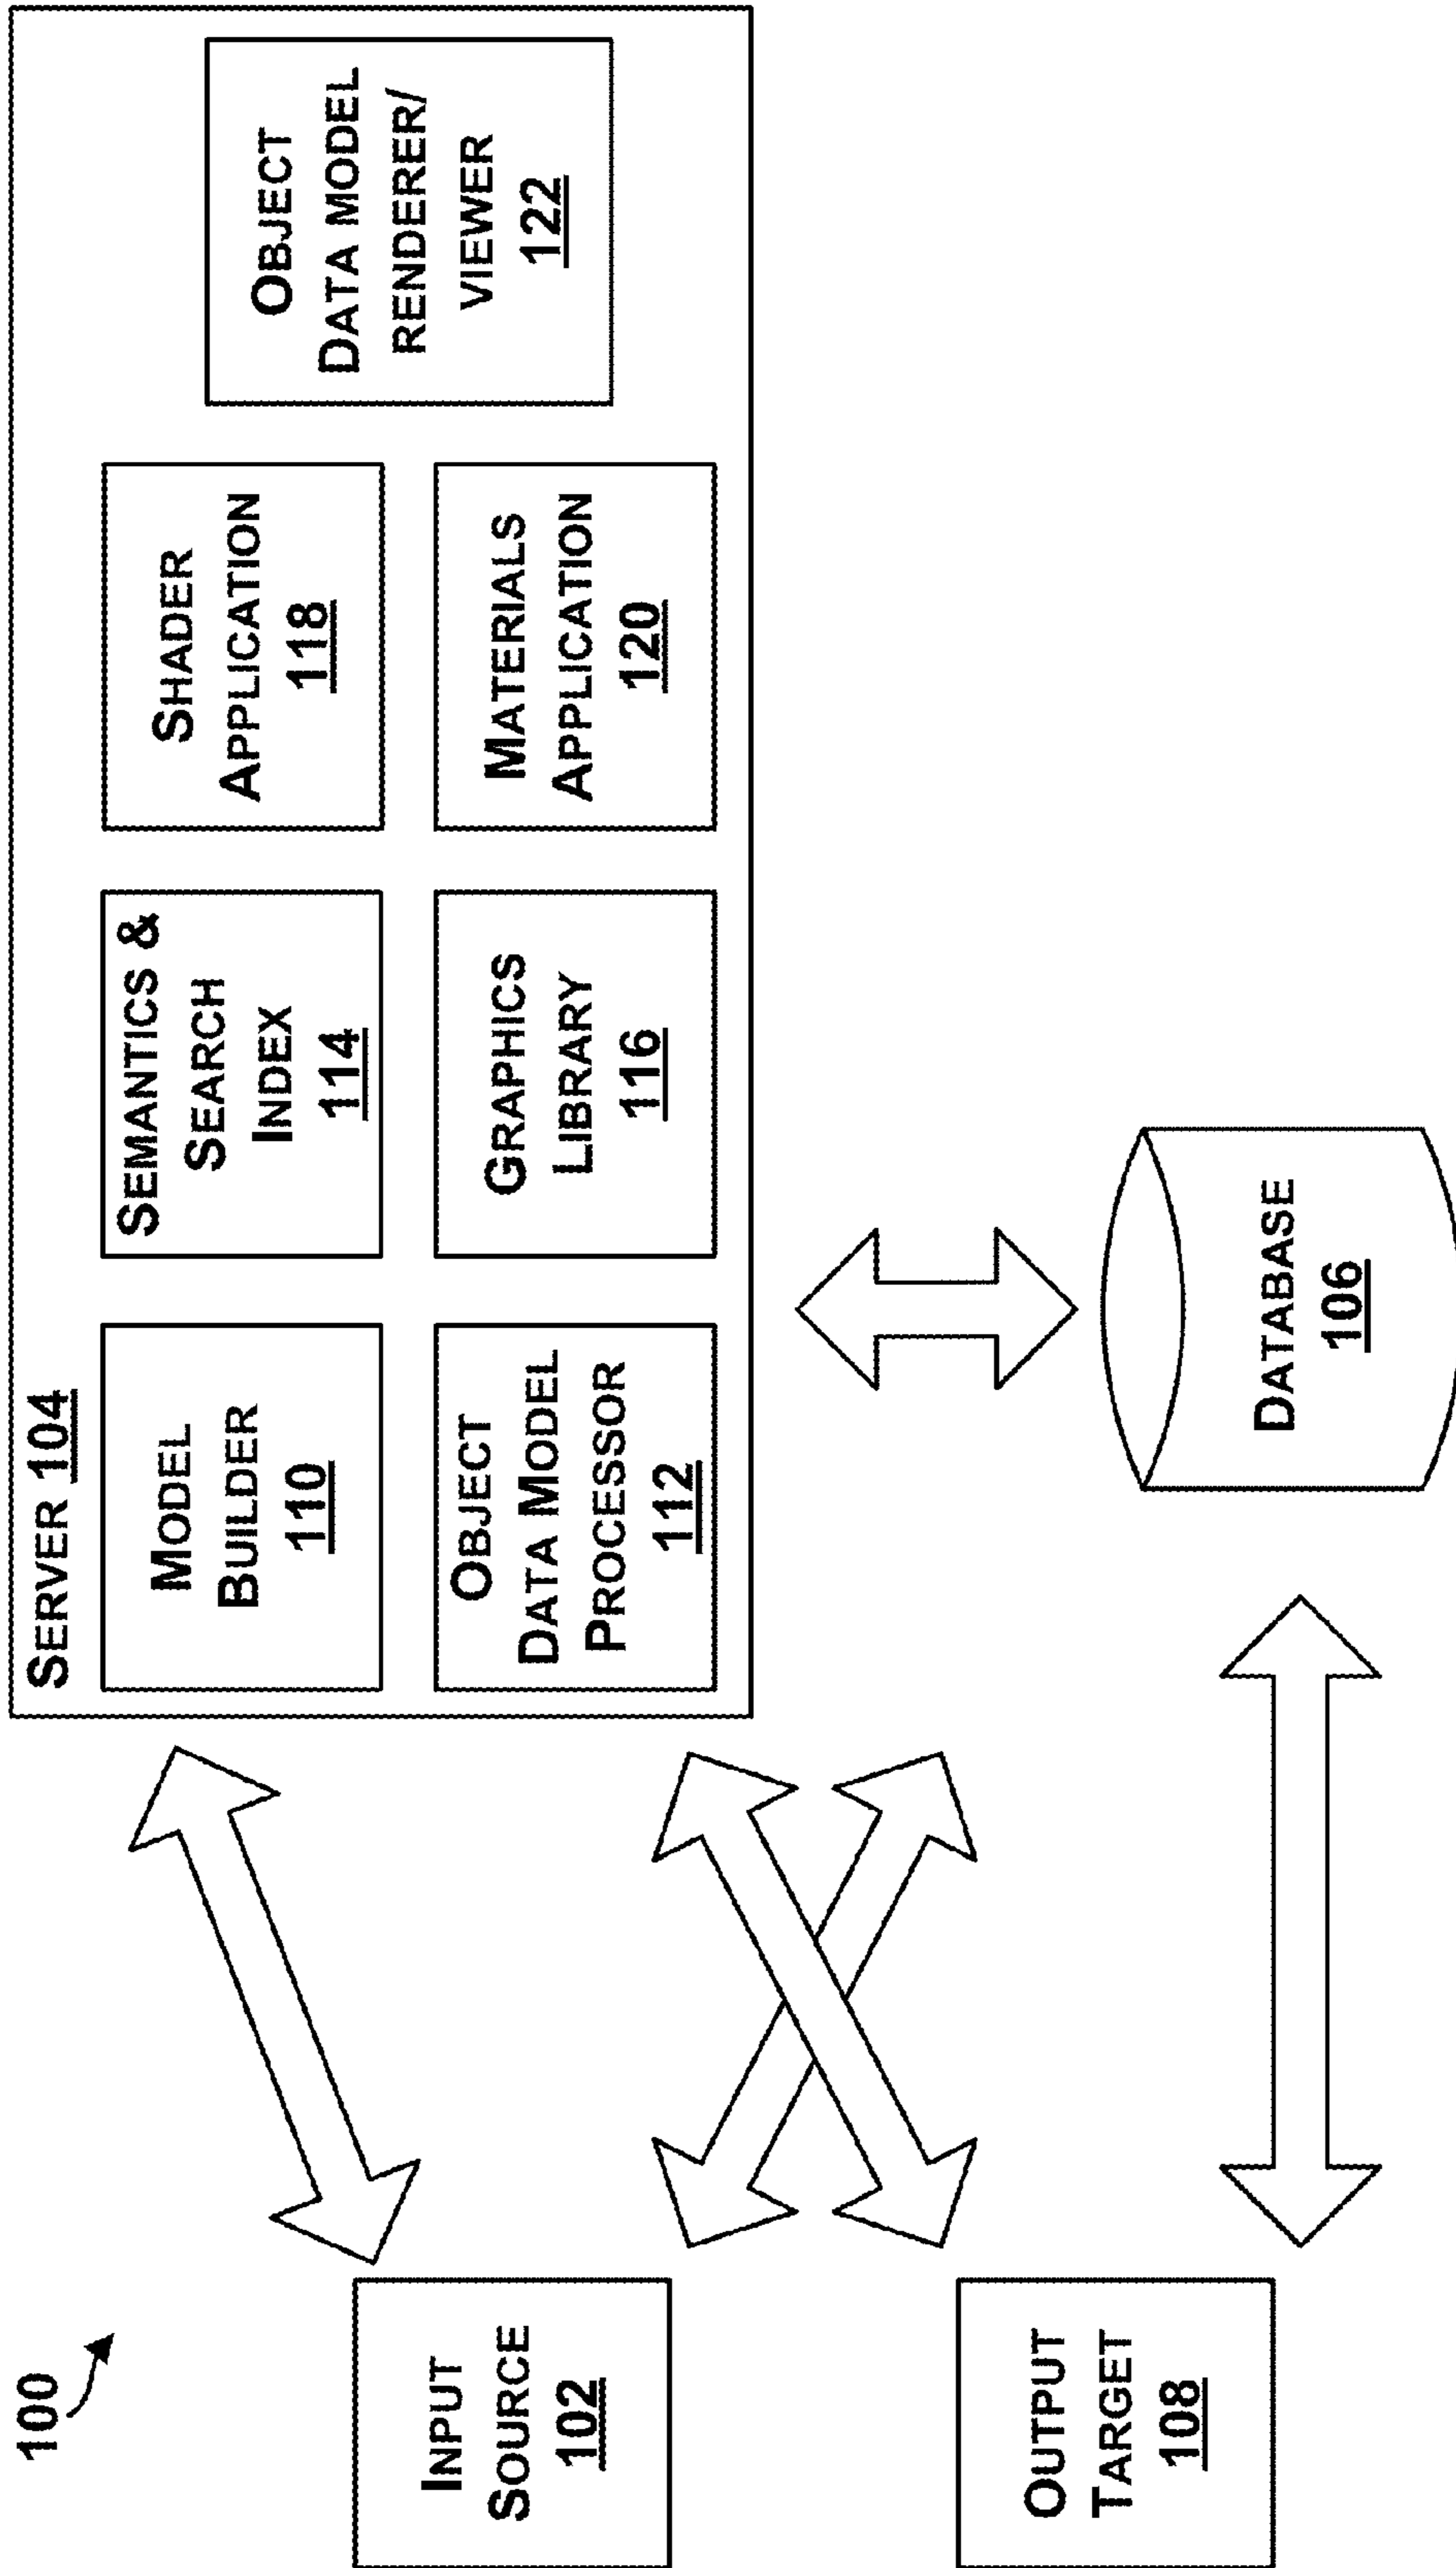 100
SERVER 104
MODEL
BUILDER
110
SEMANTICS &
SEARCH
INDEX
114
SHADER
APPLICATION
118
OBJECT
DATA MODEL
RENDERER/
VIEWER
122
OBJECT
DATA MODEL
PROCESSOR
112
GRAPHICS
LIBRARY
116
MATERIALS
APPLICATION
120
INPUT
SOURCE
102
OUTPUT
TARGET
108
DATABASE
106